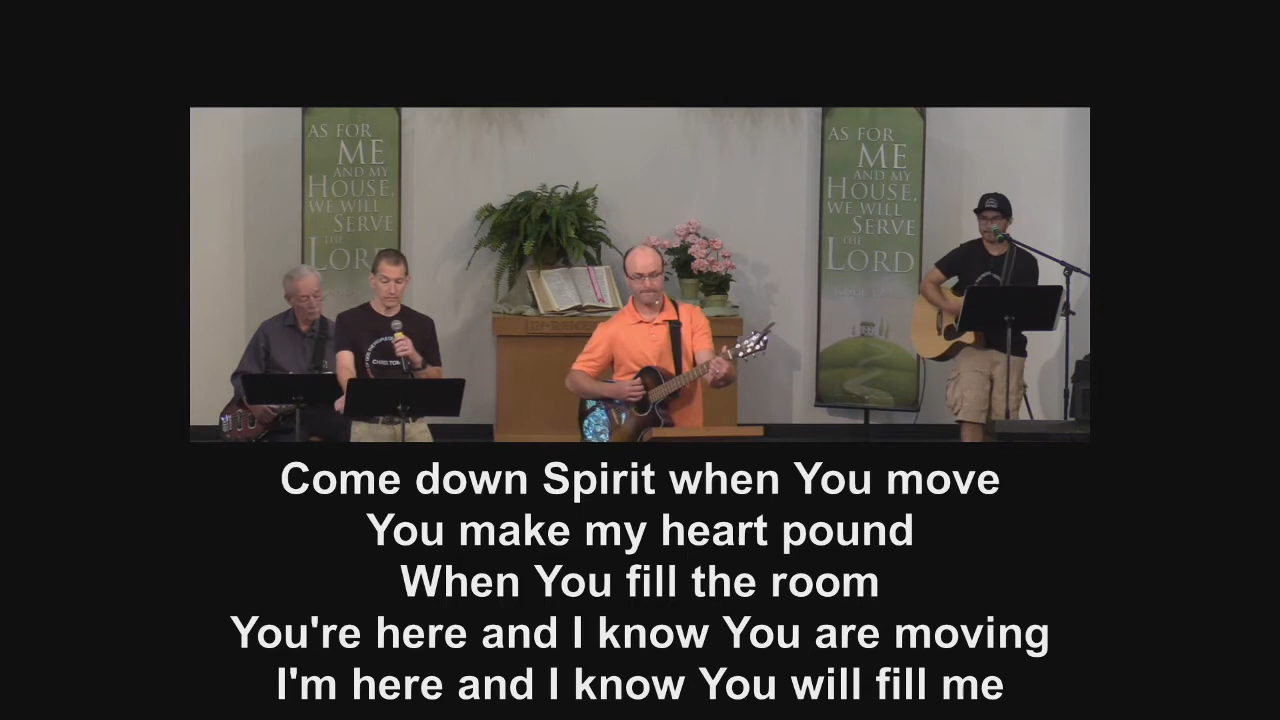 AS FOR
ME
AND MY
HOUSE,
WE WILL
SERVE
THE
LORD
AS FOR
ME
AND MY
HOUSE,
WE WILL
SERVE
THE
LORD
Come down Spirit when You move
You make my heart pound
When You fill the room
You're here and I know You are moving
I'm here and I know You will fill me